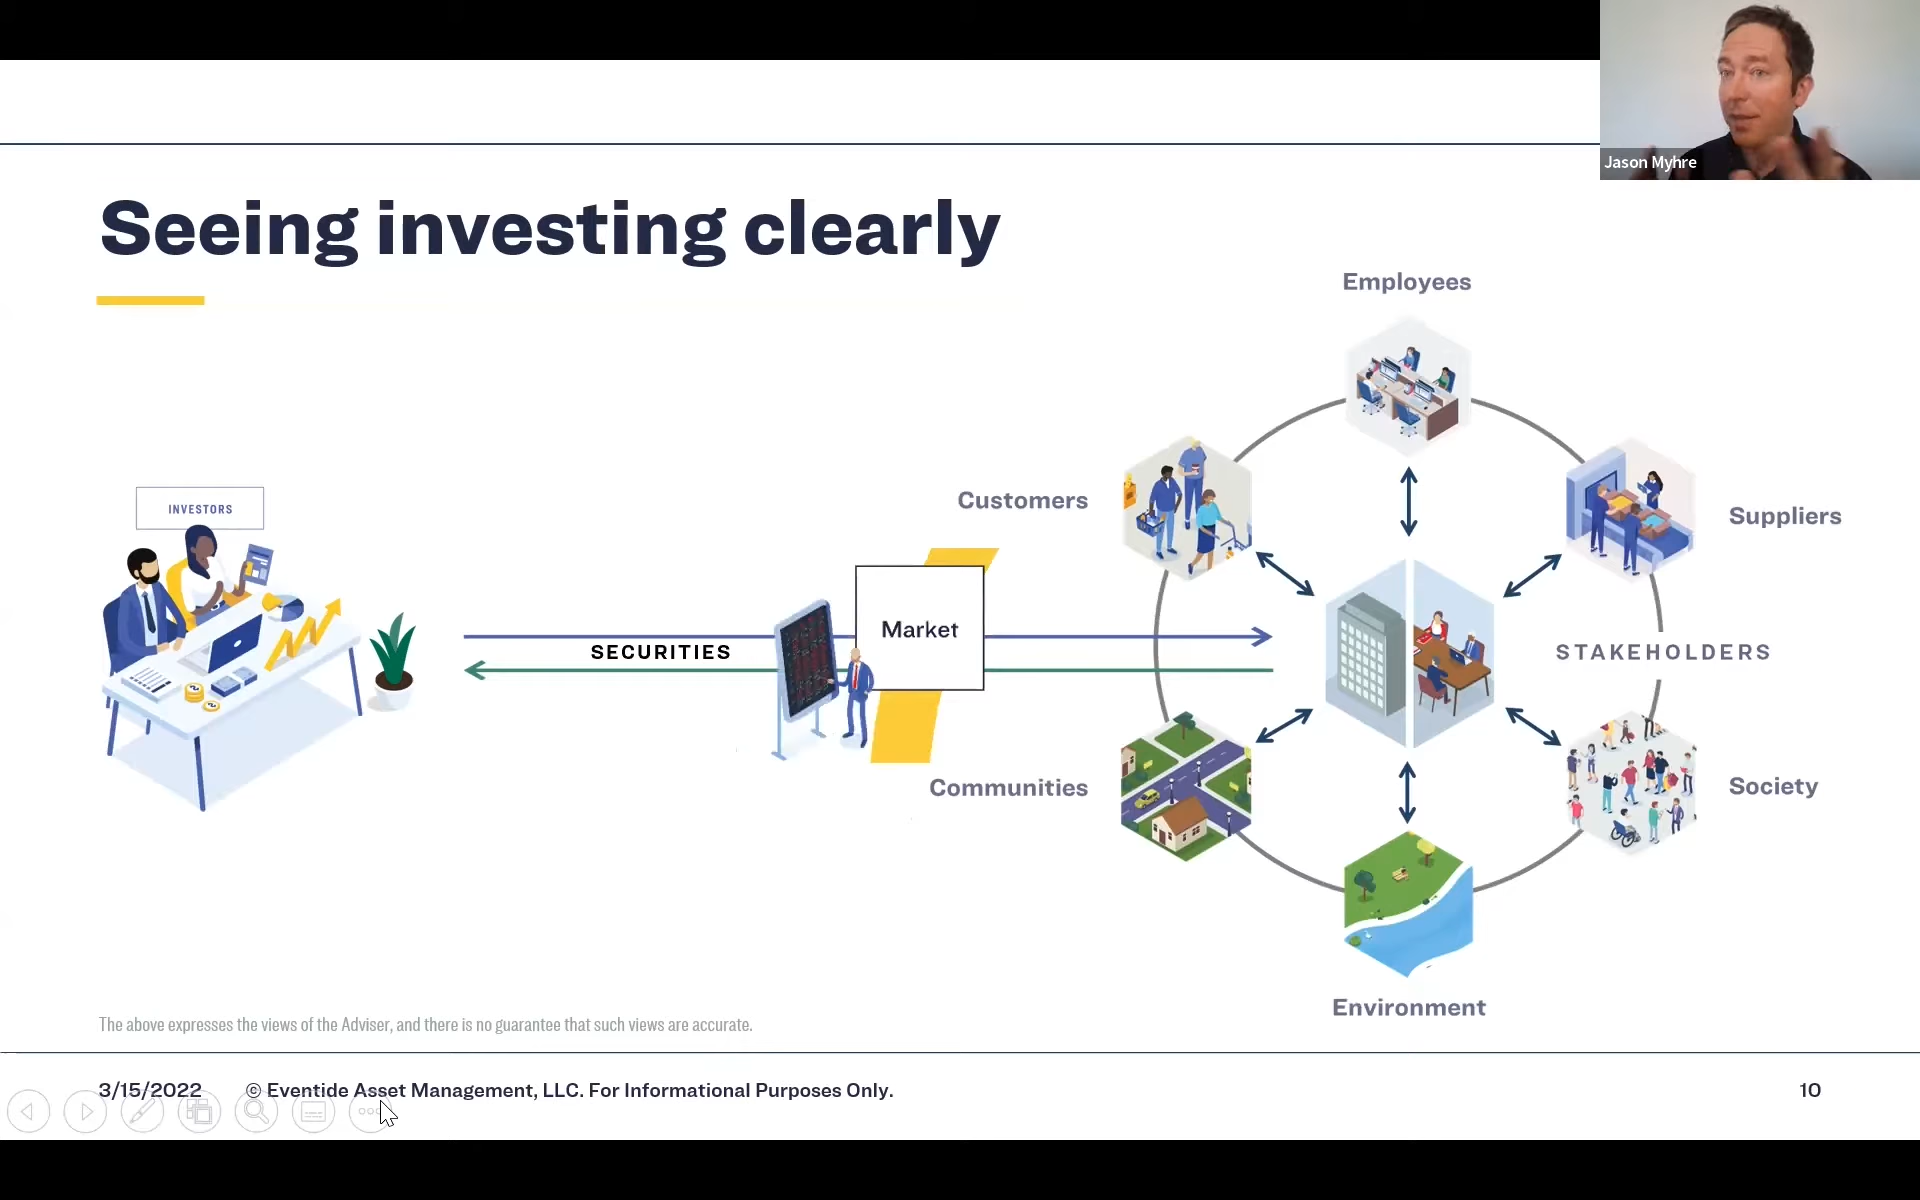 Jason Myhre
Seeing investing clearly
Employees
Customers
Suppliers
INVESTORS
Market
SECURITIES
STAKEHOLDERS
Communities
Society
Environment
The above expresses the views of the Adviser, and there is no guarantee that such views are accurate.
3/15/2022 © Eventide Asset Management, LLC. For Informational Purposes Only. 10